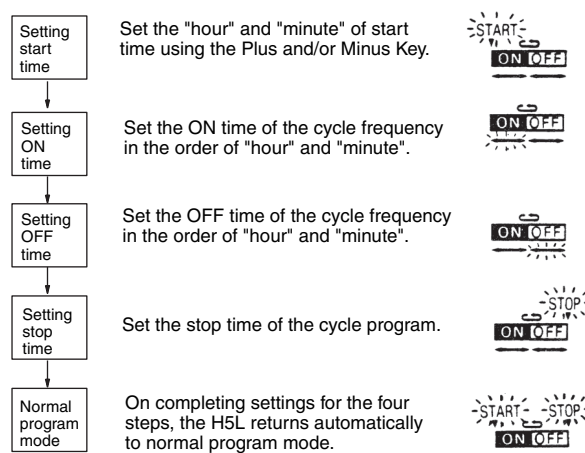 Setting
start
time
Set the "hour" and "minute" of start
time using the Plus and/or Minus Key.
START
ON OFF
Setting
ON
time
Set the ON time of the cycle frequency
in the order of "hour" and "minute".
ON OFF
Setting
OFF
time
Set the OFF time of the cycle frequency
in the order of "hour" and "minute".
ON OFF
Setting
stop
time
Set the stop time of the cycle program.
STOP
ON OFF
Normal
program
mode
On completing settings for the four
steps, the H5L returns automatically
to normal program mode.
START STOP
ON OFF